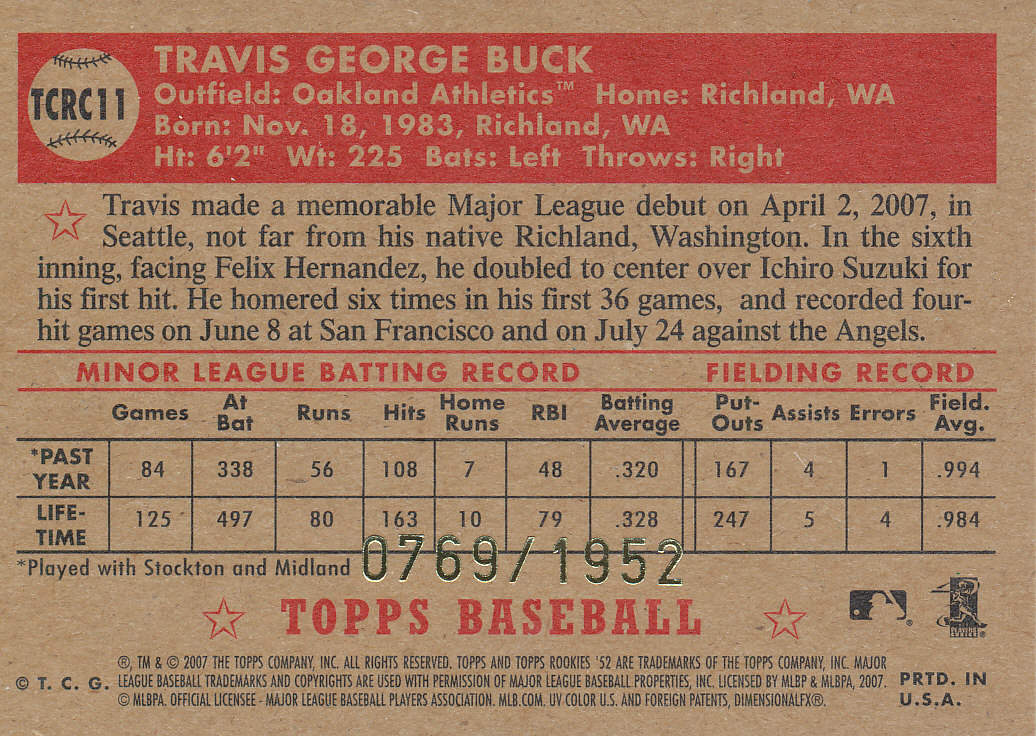 TCRC11
TRAVIS GEORGE BUCK
Outfield: Oakland Athletics™ Home: Richland, WA
Born: Nov. 18, 1983, Richland, WA
Ht: 6'2" Wt: 225 Bats: Left Throws: Right
Travis made a memorable Major League debut on April 2, 2007, in
Seattle, not far from his native Richland, Washington. In the sixth
inning, facing Felix Hernandez, he doubled to center over Ichiro Suzuki for
his first hit. He homered six times in his first 36 games, and recorded four-
hit games on June 8 at San Francisco and on July 24 against the Angels.
MINOR LEAGUE BATTING RECORD FIELDING RECORD
Games At Bat Runs Hits Home Runs RBI Batting Average Put-Outs Assists Errors Field. Avg.
*PAST YEAR 84 338 56 108 7 48 .320 167 4 1 .994
LIFE-TIME 125 497 80 163 10 79 .328 247 5 4 .984
*Played with Stockton and Midland
0769/1952
TOPPS BASEBALL
PLAYERS CHOICE
®, TM & © 2007 THE TOPPS COMPANY, INC. ALL RIGHTS RESERVED. TOPPS AND TOPPS ROOKIES '52 ARE TRADEMARKS OF THE TOPPS COMPANY, INC. MAJOR
© T. C. G. LEAGUE BASEBALL TRADEMARKS AND COPYRIGHTS ARE USED WITH PERMISSION OF MAJOR LEAGUE BASEBALL PROPERTIES, INC. LICENSED BY MLBP & MLBPA, 2007.
© MLBPA. OFFICIAL LICENSEE - MAJOR LEAGUE BASEBALL PLAYERS ASSOCIATION. MLB.COM. UV COLOR U.S. AND FOREIGN PATENTS, DIMENSIONALFX®.
PRTD. IN
U.S.A.